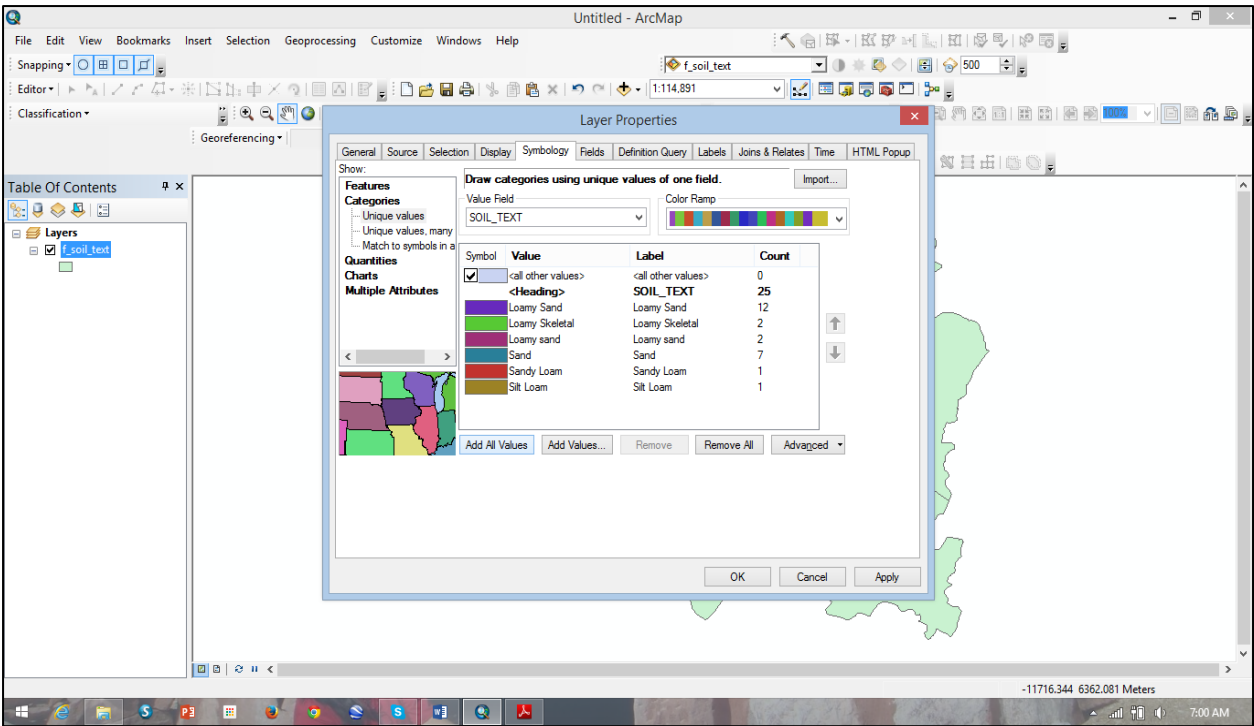 Untitled - ArcMap
File Edit View Bookmarks Insert Selection Geoprocessing Customize Windows Help
Snapping
f_soil_text
500
Editor
1:114,891
Classification
100%
Georeferencing
Table Of Contents
Layers
f_soil_text
Layer Properties
General Source Selection Display Symbology Fields Definition Query Labels Joins & Relates Time HTML Popup
Show:
Features
Categories
Unique values
Unique values, many
Match to symbols in a
Quantities
Charts
Multiple Attributes
Draw categories using unique values of one field.
Import...
Value Field
SOIL_TEXT
Color Ramp
Symbol Value Label Count
<all other values> <all other values> 0
<Heading> SOIL_TEXT 25
Loamy Sand Loamy Sand 12
Loamy Skeletal Loamy Skeletal 2
Loamy sand Loamy sand 2
Sand Sand 7
Sandy Loam Sandy Loam 1
Silt Loam Silt Loam 1
Add All Values Add Values... Remove Remove All Advanced
OK Cancel Apply
-11716.344 6362.081 Meters
7:00 AM